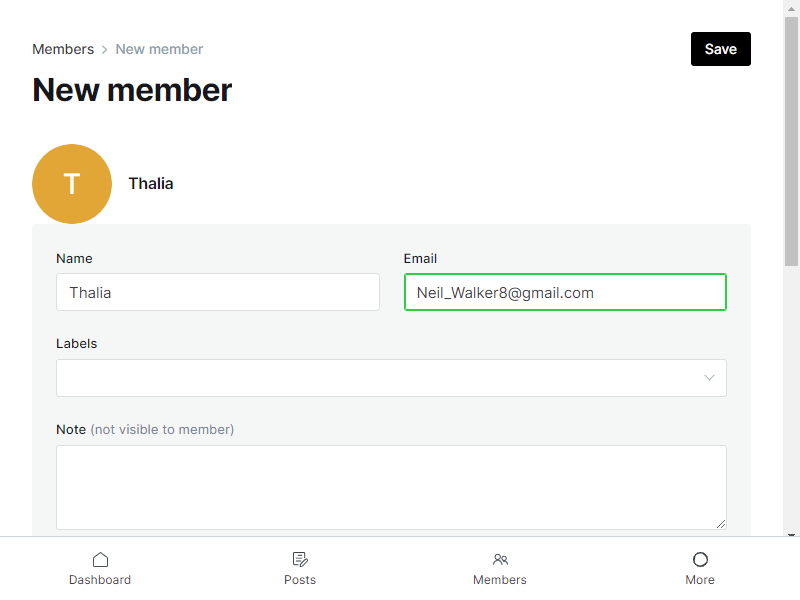 Members > New member
Save
New member
T
Thalia
Name
Email
Thalia
Neil_Walker8@gmail.com
Labels
Note (not visible to member)
Dashboard
Posts
Members
More